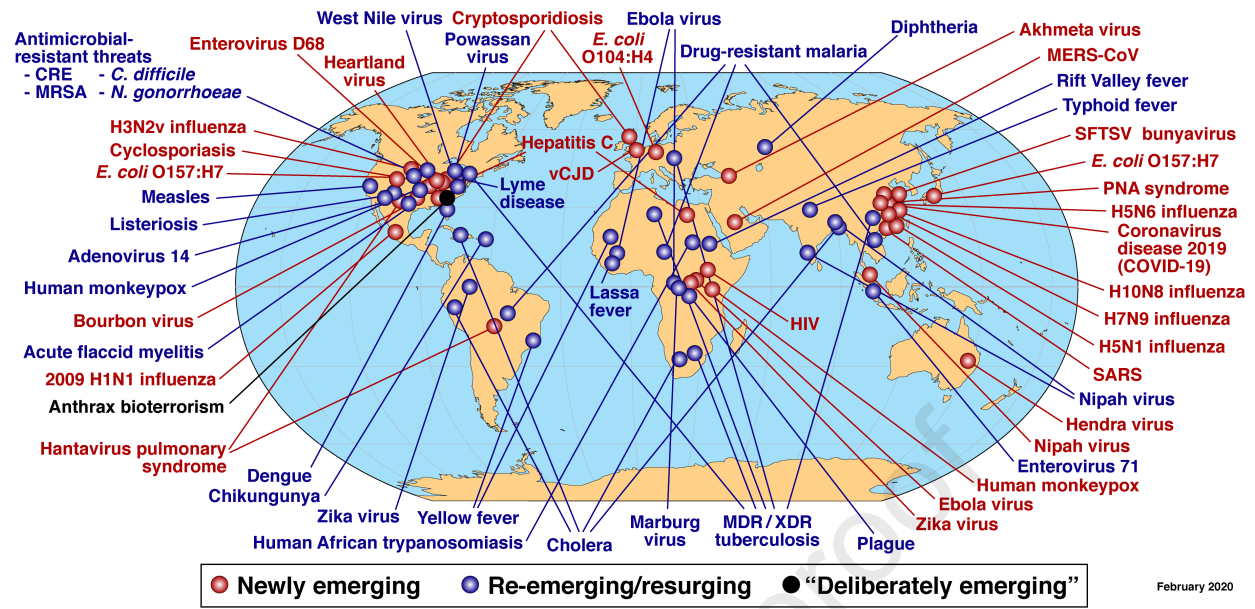 West Nile virus
Cryptosporidiosis
Ebola virus
Diphtheria
Akhmeta virus
Antimicrobial-
resistant threats
- CRE - C. difficile
- MRSA - N. gonorrhoeae
Enterovirus D68
Powassan
virus
E. coli
O104:H4
Drug-resistant malaria
MERS-CoV
Heartland
virus
Rift Valley fever
Typhoid fever
H3N2v influenza
Cyclosporiasis
E. coli O157:H7
Measles
Listeriosis
Adenovirus 14
Human monkeypox
Bourbon virus
Acute flaccid myelitis
2009 H1N1 influenza
Anthrax bioterrorism
Hantavirus pulmonary
syndrome
Hepatitis C
vCJD
Lyme
disease
Lassa
fever
HIV
SFTSV bunyavirus
E. coli O157:H7
PNA syndrome
H5N6 influenza
Coronavirus
disease 2019
(COVID-19)
H10N8 influenza
H7N9 influenza
H5N1 influenza
SARS
Nipah virus
Hendra virus
Nipah virus
Enterovirus 71
Human monkeypox
Ebola virus
Zika virus
Dengue
Chikungunya
Zika virus
Yellow fever
Human African trypanosomiasis
Cholera
Marburg
virus
MDR/XDR
tuberculosis
Plague
proof
Newly emerging
Re-emerging/resurging
“Deliberately emerging”
February 2020